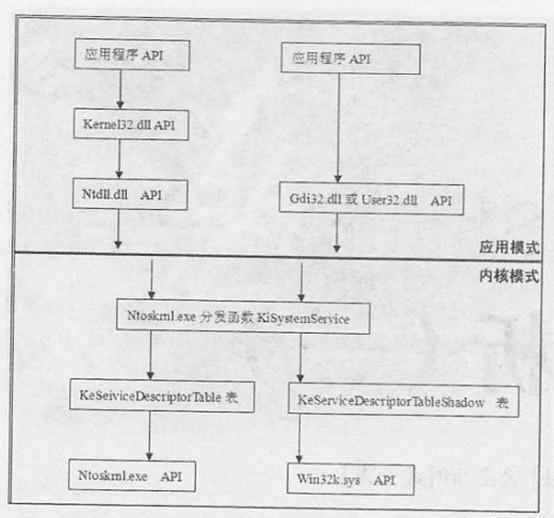 应用程序 API
应用程序 API
Kernel32.dll API
Ntdll.dll API
Gdi32.dll 或 User32.dll API
应用模式
内核模式
Ntoskrnl.exe 分发函数 KiSystemService
KeSeiviceDescriptorTable 表
KeServiceDescriptorTableShadow 表
Ntoskrnl.exe API
Win32k.sys API